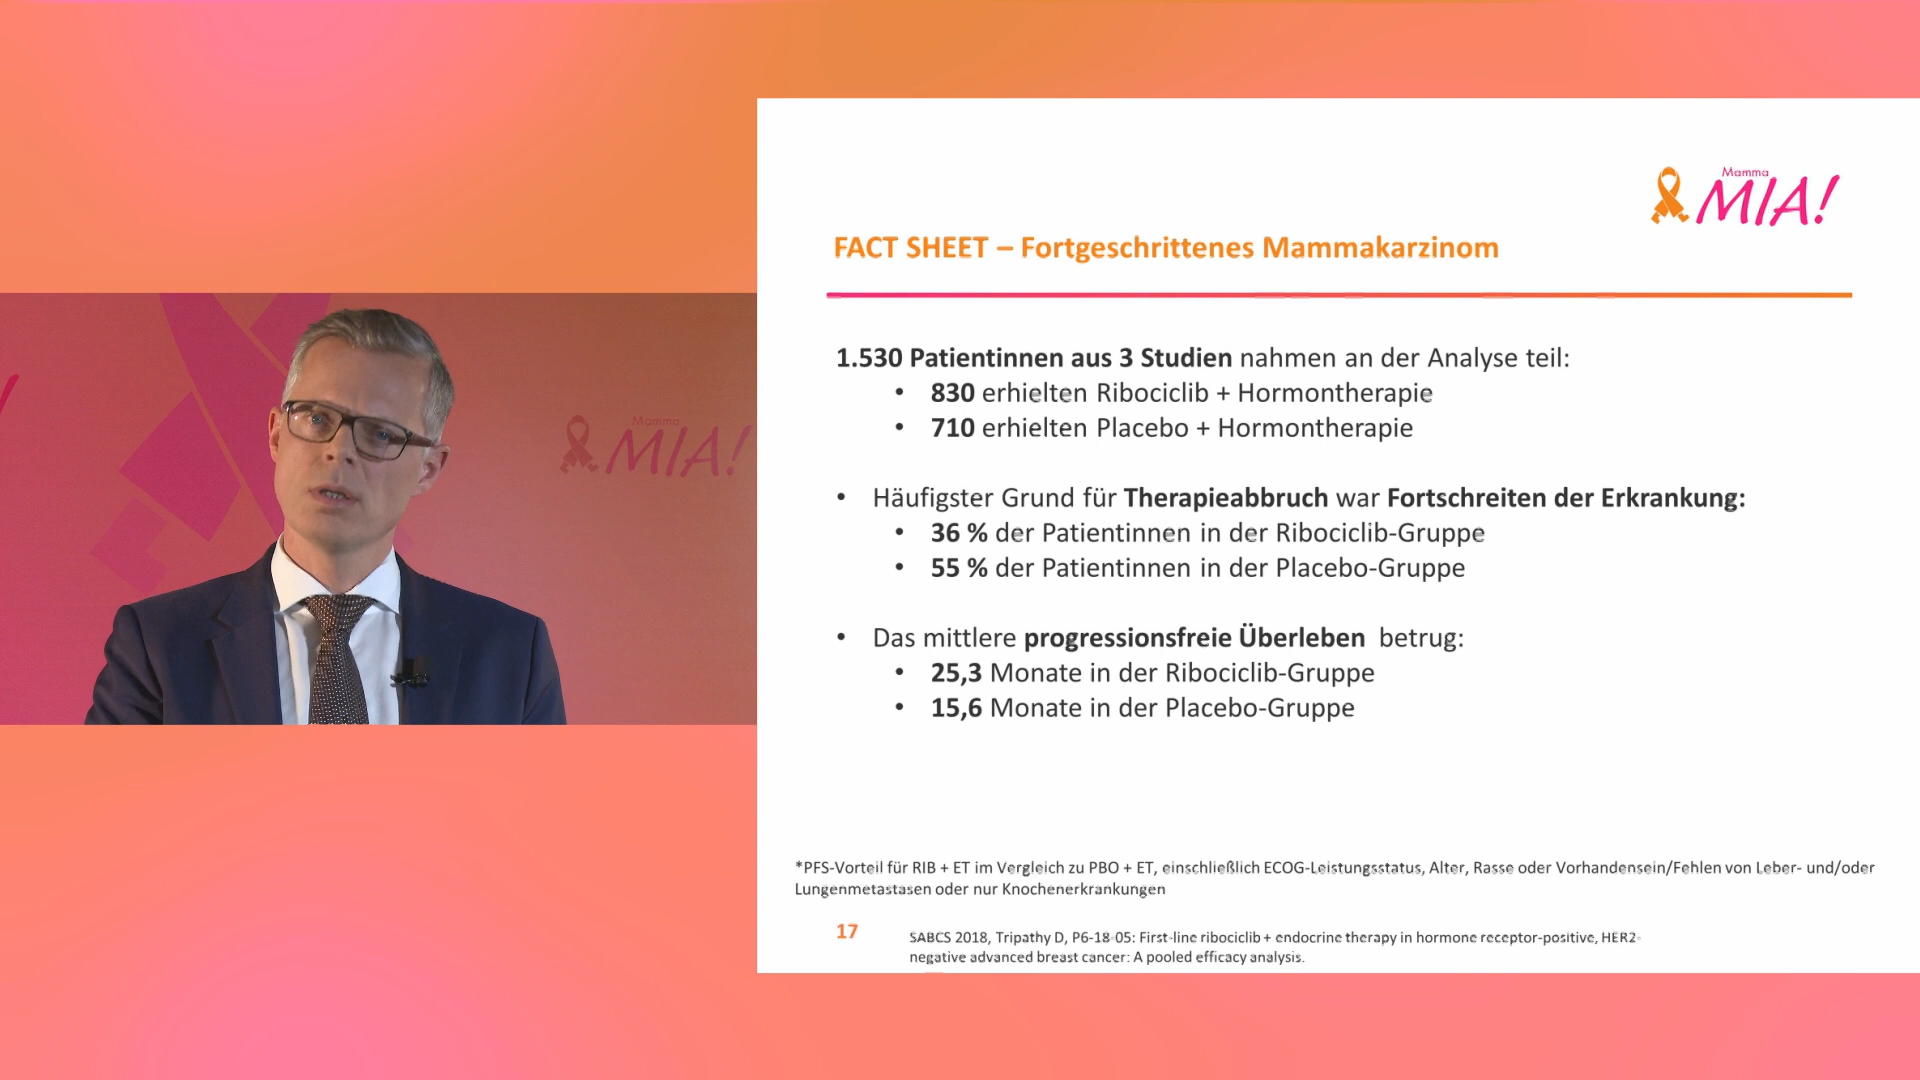 Mamma
MIA!
Mamma
MIA!
FACT SHEET – Fortgeschrittenes Mammakarzinom
1.530 Patientinnen aus 3 Studien nahmen an der Analyse teil:
• 830 erhielten Ribociclib + Hormontherapie
• 710 erhielten Placebo + Hormontherapie
• Häufigster Grund für Therapieabbruch war Fortschreiten der Erkrankung:
• 36 % der Patientinnen in der Ribociclib-Gruppe
• 55 % der Patientinnen in der Placebo-Gruppe
• Das mittlere progressionsfreie Überleben betrug:
• 25,3 Monate in der Ribociclib-Gruppe
• 15,6 Monate in der Placebo-Gruppe
*PFS-Vorteil für RIB + ET im Vergleich zu PBO + ET, einschließlich ECOG-Leistungsstatus, Alter, Rasse oder Vorhandensein/Fehlen von Leber- und/oder
Lungenmetastasen oder nur Knochenerkrankungen
17
SABCS 2018, Tripathy D, P6-18-05: First-line ribociclib + endocrine therapy in hormone receptor-positive, HER2-
negative advanced breast cancer: A pooled efficacy analysis.